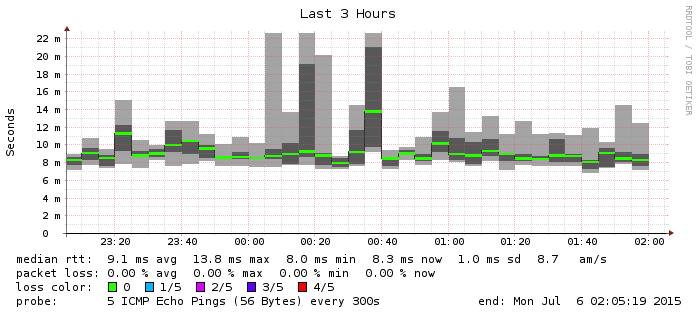 Last 3 Hours
RRDTOOL / TOBI OETIKER
Seconds
22 m
20 m
18 m
16 m
14 m
12 m
10 m
8 m
6 m
4 m
2 m
0
23:20 23:40 00:00 00:20 00:40 01:00 01:20 01:40 02:00
median rtt: 9.1 ms avg 13.8 ms max 8.0 ms min 8.3 ms now 1.0 ms sd 8.7 am/s
packet loss: 0.00 % avg 0.00 % max 0.00 % min 0.00 % now
loss color: 0 1/5 2/5 3/5 4/5
probe: 5 ICMP Echo Pings (56 Bytes) every 300s end: Mon Jul 6 02:05:19 2015